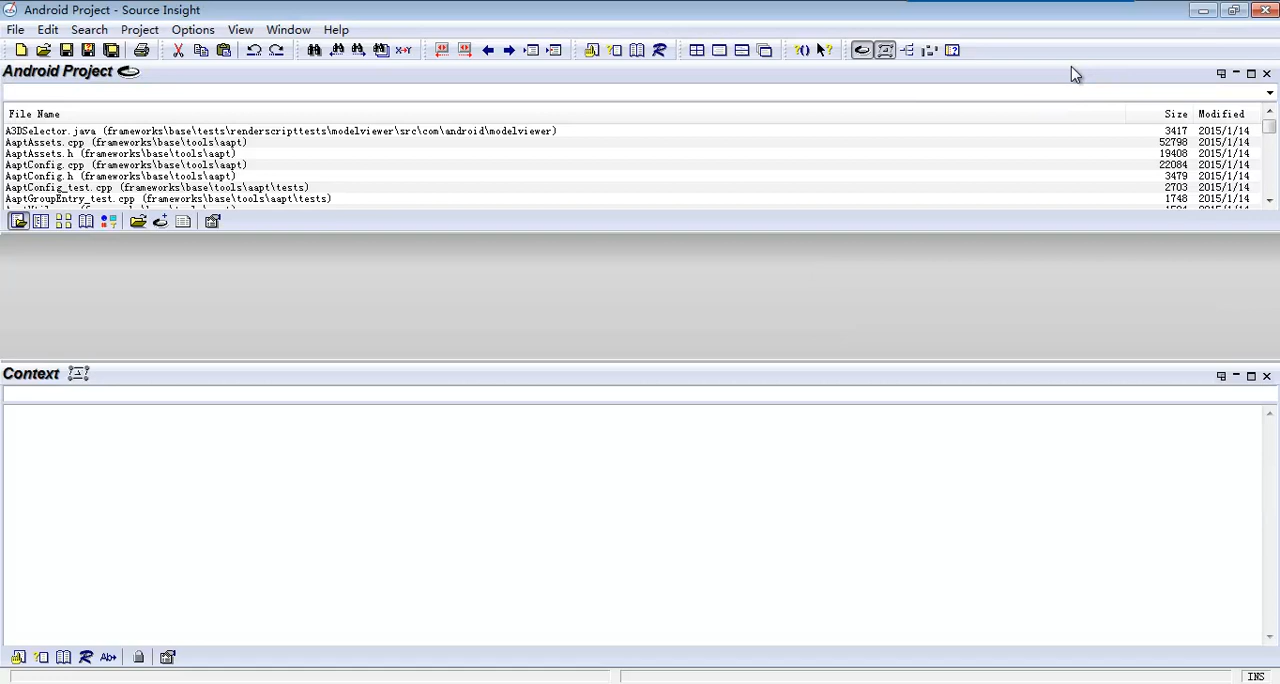 Android Project - Source Insight
File Edit Search Project Options View Window Help
Android Project
File Name Size Modified
A3DSelector.java (frameworks\base\tests\renderscripttests\modelviewer\src\com\android\modelviewer) 3417 2015/1/14
AaptAssets.cpp (frameworks\base\tools\aapt) 52798 2015/1/14
AaptAssets.h (frameworks\base\tools\aapt) 19408 2015/1/14
AaptConfig.cpp (frameworks\base\tools\aapt) 22084 2015/1/14
AaptConfig.h (frameworks\base\tools\aapt) 3479 2015/1/14
AaptConfig_test.cpp (frameworks\base\tools\aapt\tests) 2703 2015/1/14
AaptGroupEntry_test.cpp (frameworks\base\tools\aapt\tests) 1748 2015/1/14
Context
INS